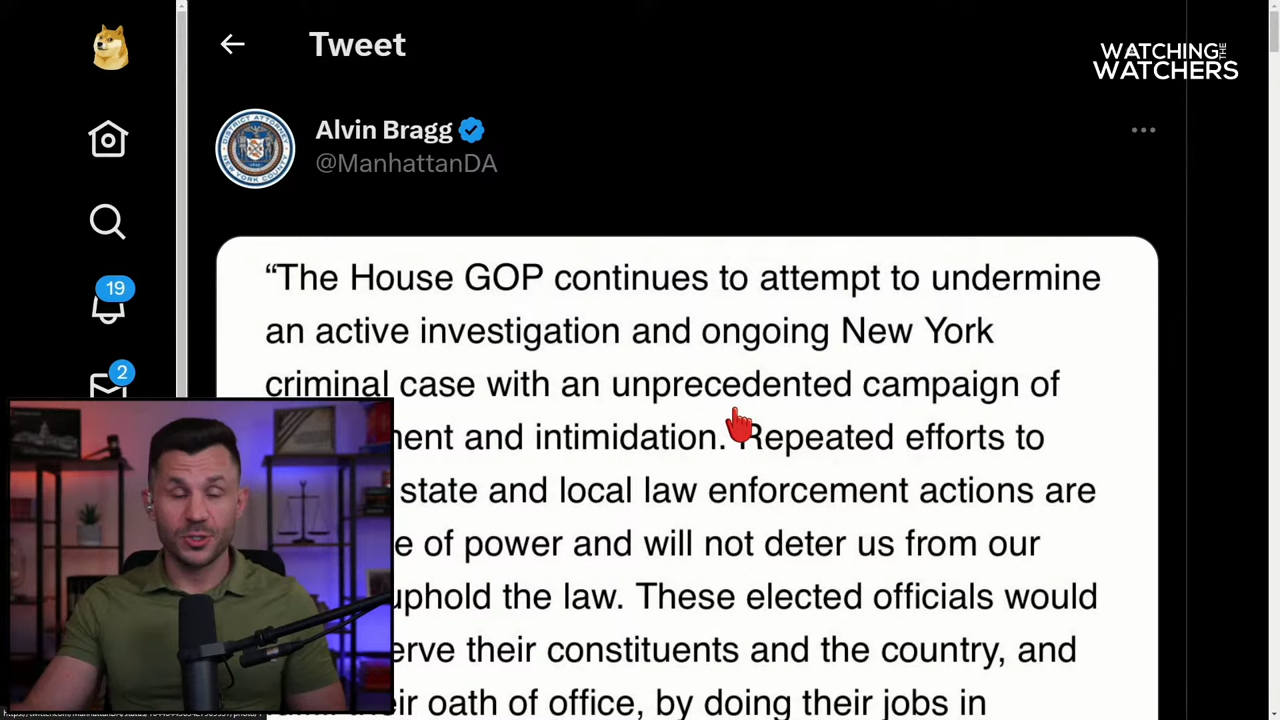 Tweet
WATCHING THE
WATCHERS
Alvin Bragg
@ManhattanDA
“The House GOP continues to attempt to undermine
an active investigation and ongoing New York
criminal case with an unprecedented campaign of
ment and intimidation. Repeated efforts to
state and local law enforcement actions are
e of power and will not deter us from our
uphold the law. These elected officials would
erve their constituents and the country, and
oath of office, by doing their jobs in
19
2